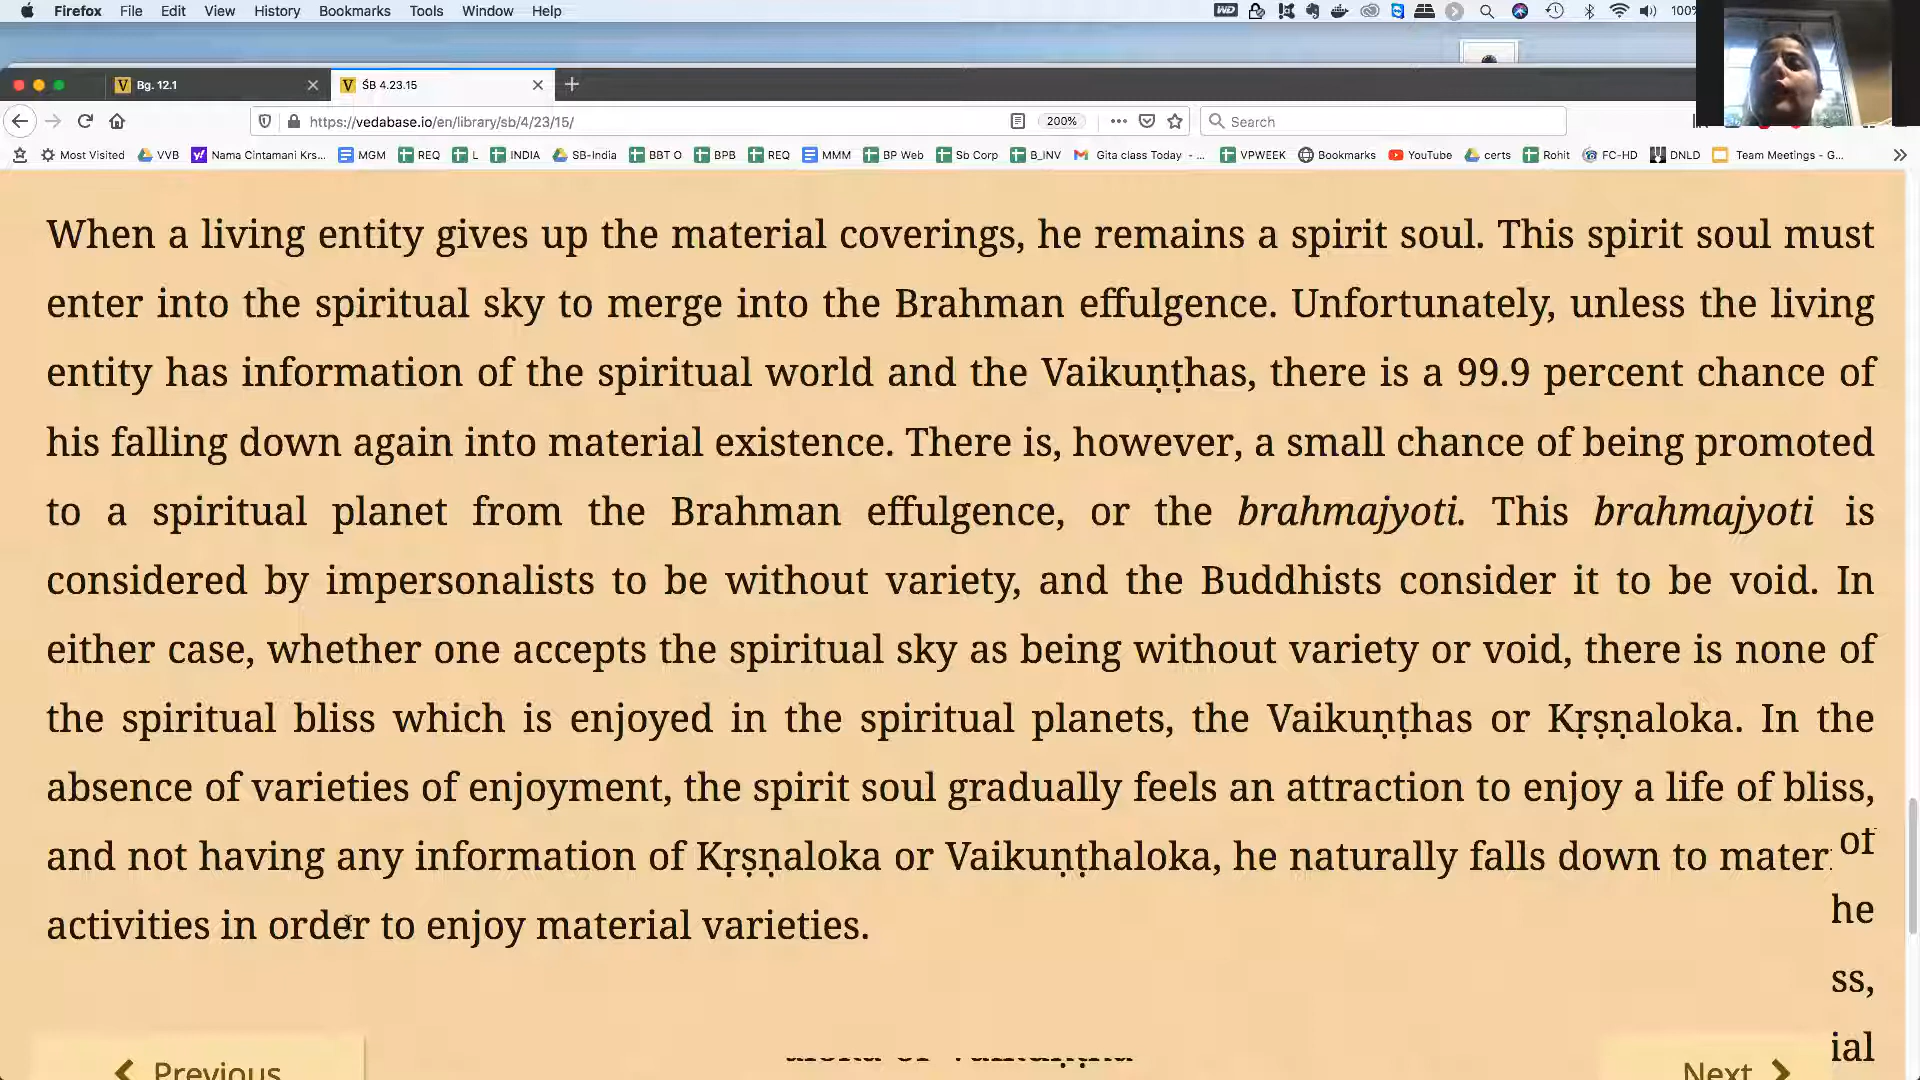 Firefox File Edit View History Bookmarks Tools Window Help
WD
100%
V Bg. 12.1
V ŚB 4.23.15
https://vedabase.io/en/library/sb/4/23/15/
200%
Search
Most Visited VVB Nama Cintamani Krs... MGM REQ L INDIA SB-India BBT O BPB REQ MMM BP Web Sb Corp B_INV Gita class Today - ... VPWEEK Bookmarks YouTube certs Rohit FC-HD DNLD Team Meetings - G...
When a living entity gives up the material coverings, he remains a spirit soul. This spirit soul must
enter into the spiritual sky to merge into the Brahman effulgence. Unfortunately, unless the living
entity has information of the spiritual world and the Vaikuṇṭhas, there is a 99.9 percent chance of
his falling down again into material existence. There is, however, a small chance of being promoted
to a spiritual planet from the Brahman effulgence, or the brahmajyoti. This brahmajyoti is
considered by impersonalists to be without variety, and the Buddhists consider it to be void. In
either case, whether one accepts the spiritual sky as being without variety or void, there is none of
the spiritual bliss which is enjoyed in the spiritual planets, the Vaikuṇṭhas or Kṛṣṇaloka. In the
absence of varieties of enjoyment, the spirit soul gradually feels an attraction to enjoy a life of bliss,
and not having any information of Kṛṣṇaloka or Vaikuṇṭhaloka, he naturally falls down to mater
of
activities in order to enjoy material varieties.
he
ss,
ial
Previous
Next